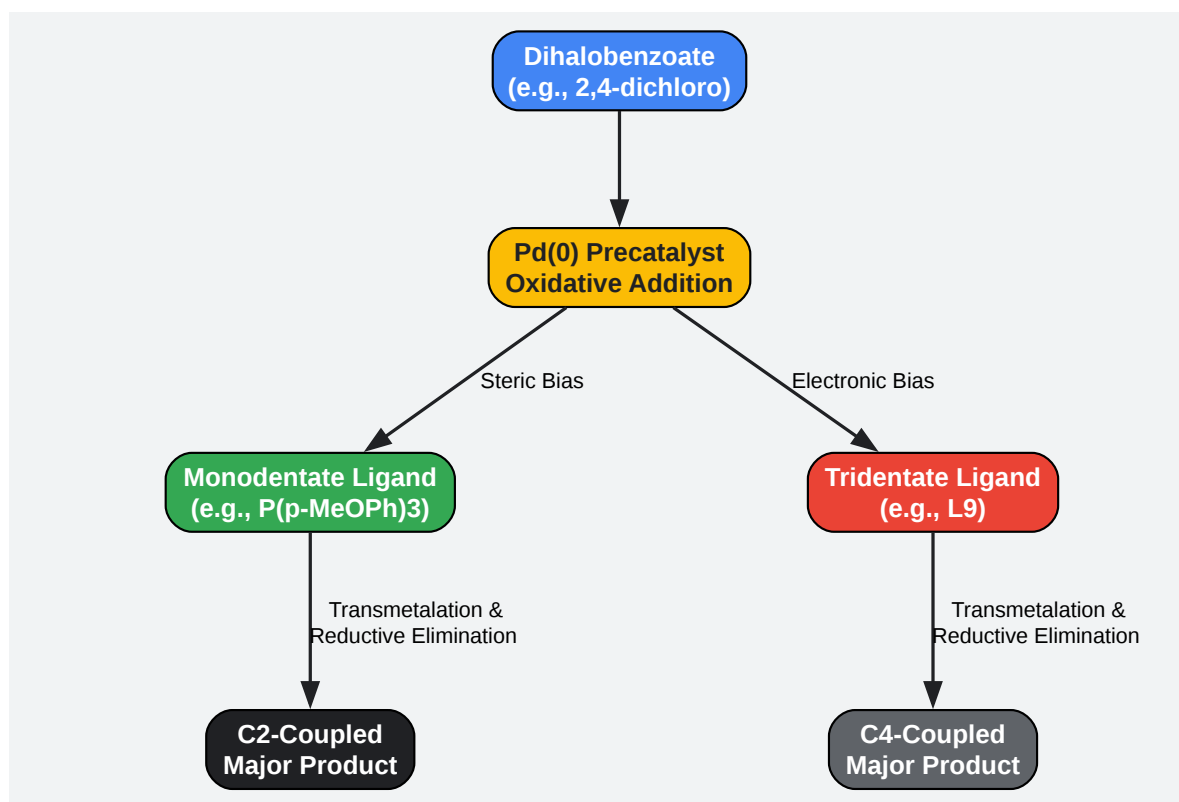 Dihalobenzoate
(e.g., 2,4-dichloro)
Pd(0) Precatalyst
Oxidative Addition
Steric Bias
Electronic Bias
Monodentate Ligand
(e.g., P(p-MeOPh)3)
Tridentate Ligand
(e.g., L9)
Transmetalation &
Reductive Elimination
Transmetalation &
Reductive Elimination
C2-Coupled
Major Product
C4-Coupled
Major Product